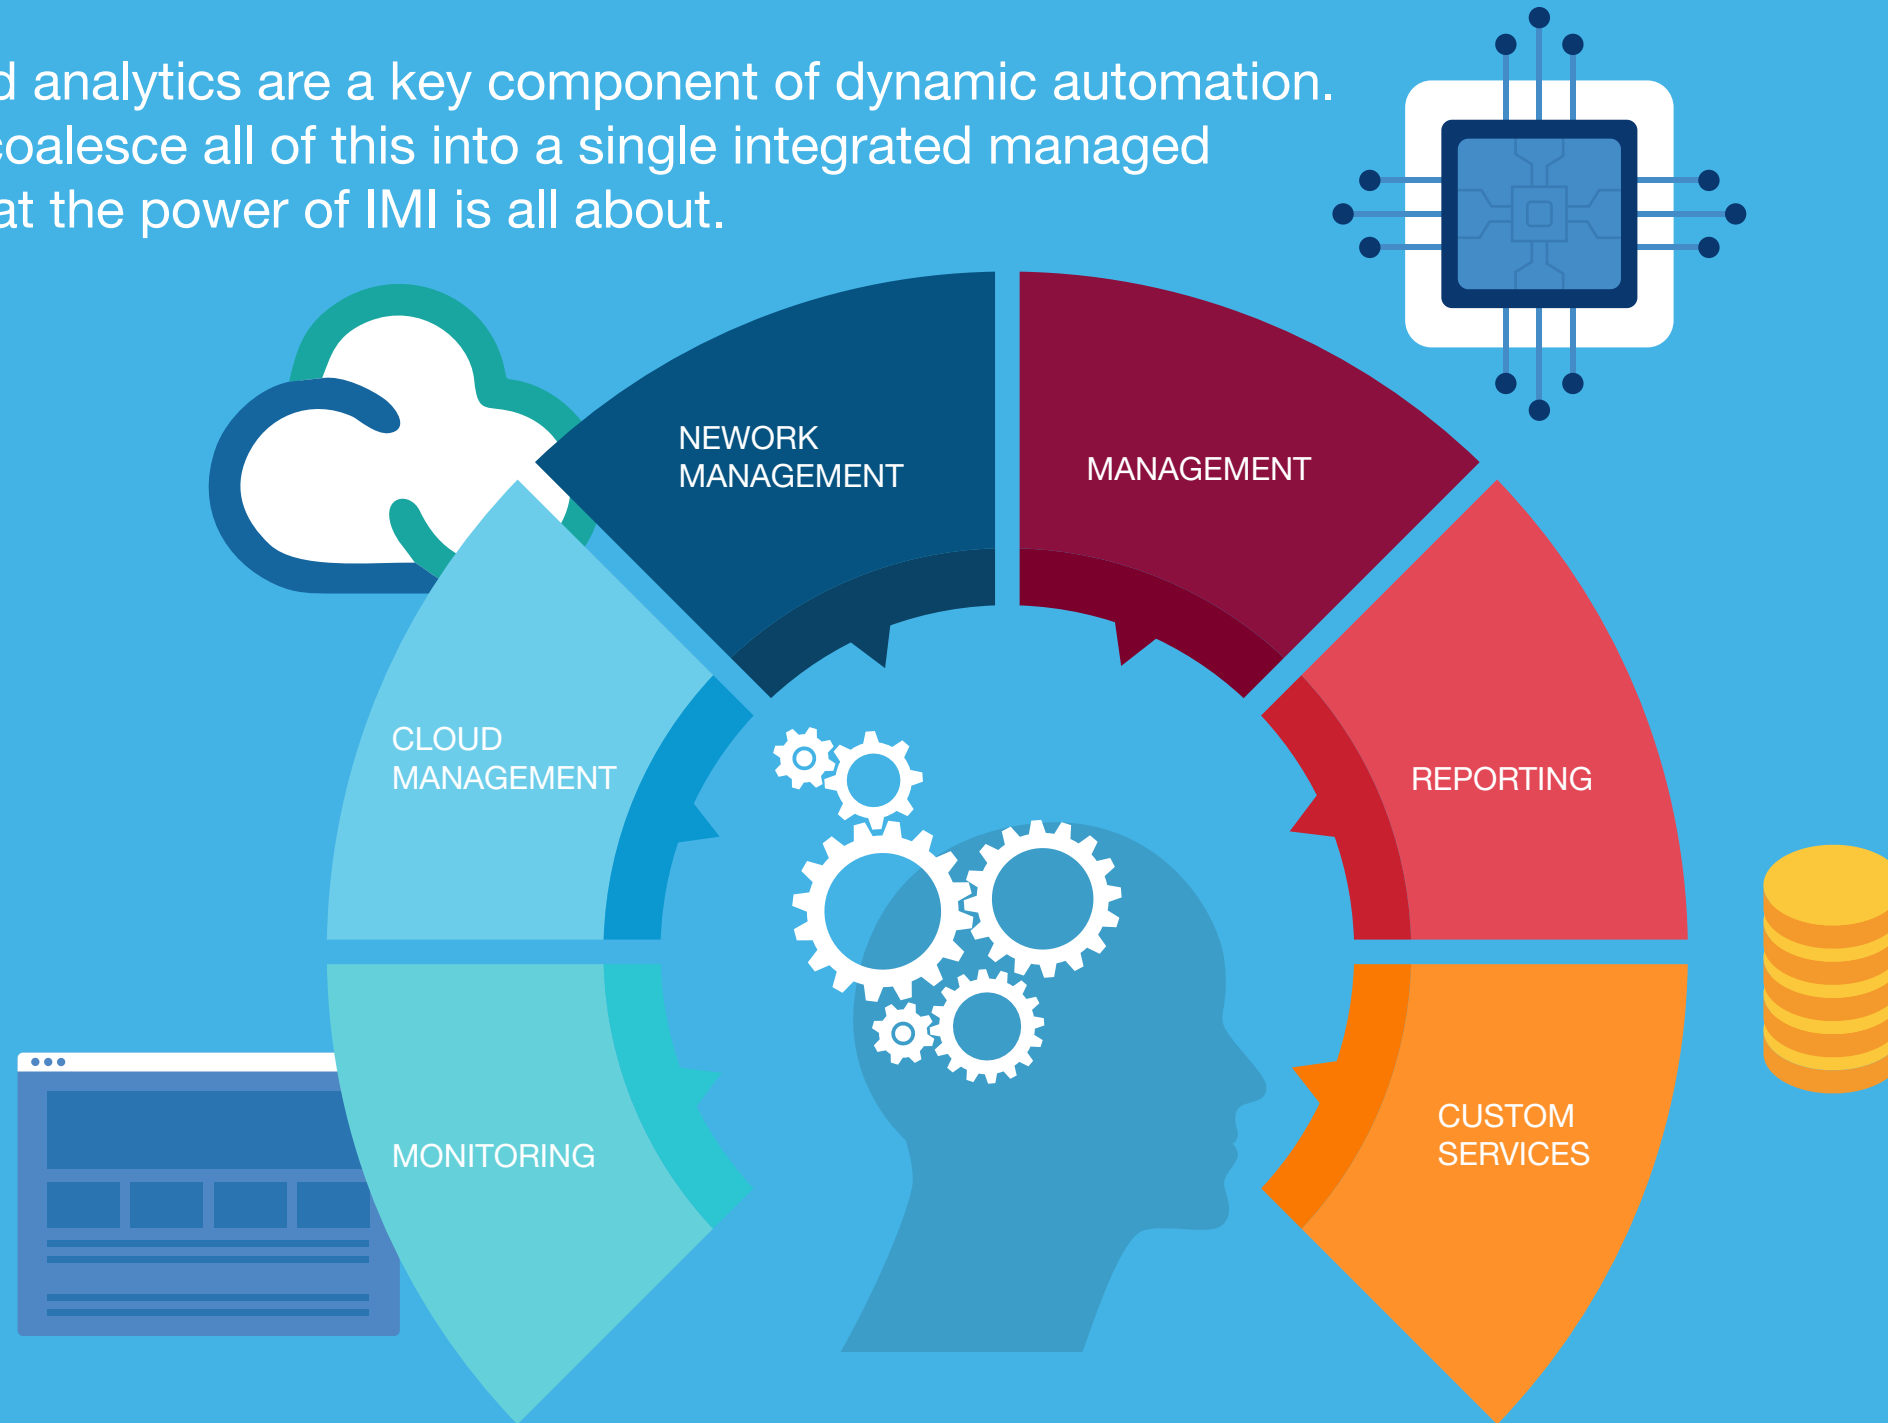 d analytics are a key component of dynamic automation.
coalesce all of this into a single integrated managed
at the power of IMI is all about.
NEWORK
MANAGEMENT
MANAGEMENT
CLOUD
MANAGEMENT
REPORTING
MONITORING
CUSTOM
SERVICES